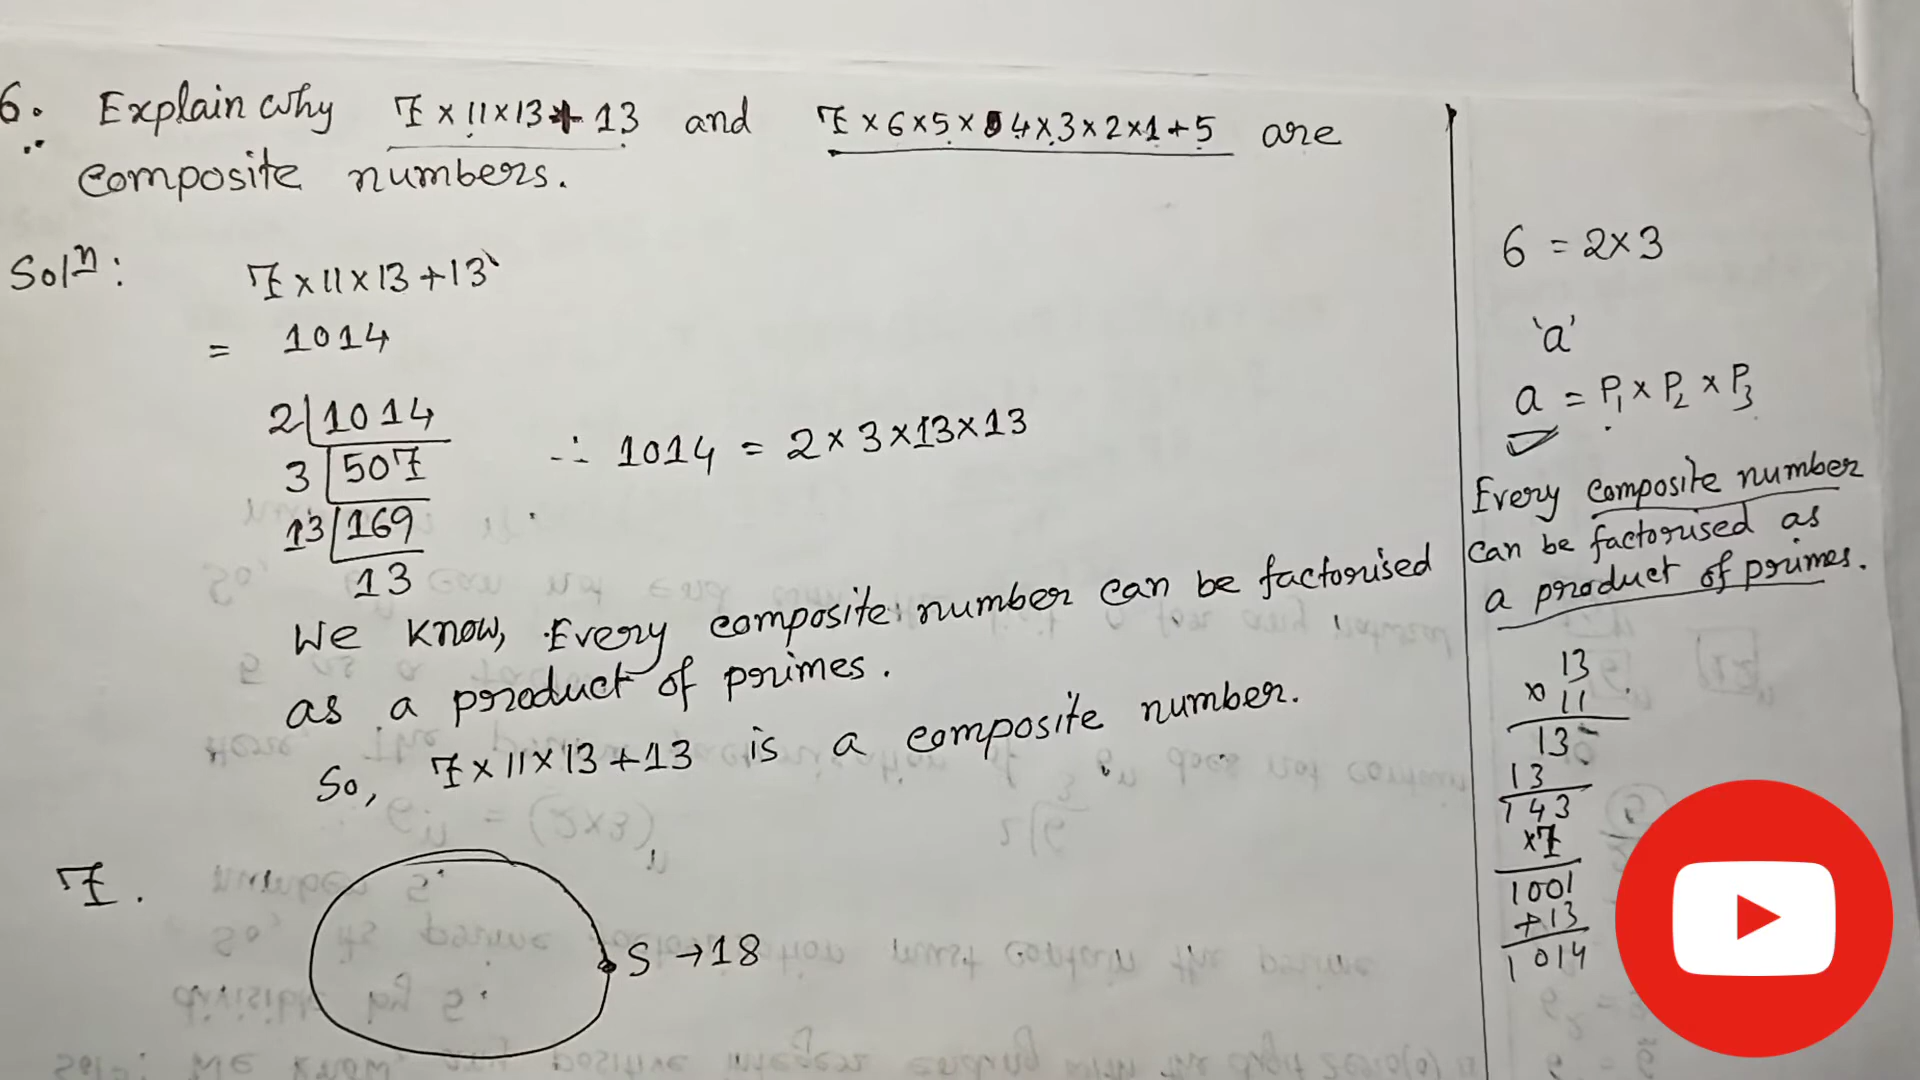 6. Explain why 7 x 11 x 13 + 13 and 7 x 6 x 5 x 4 x 3 x 2 x 1 + 5 are
composite numbers.
Solⁿ: 7 x 11 x 13 + 13
= 1014
2 | 1014
3 | 507
13 | 169
13
∴ 1014 = 2 x 3 x 13 x 13
We know, Every composite number can be factorised
as a product of primes.
So, 7 x 11 x 13 + 13 is a composite number.
7.
S → 18
6 = 2 x 3
'a'
a = P₁ x P₂ x P₃
Every composite number
can be factorised as
a product of primes.
13
x 11
13
13
143
x7
1001
+13
1014